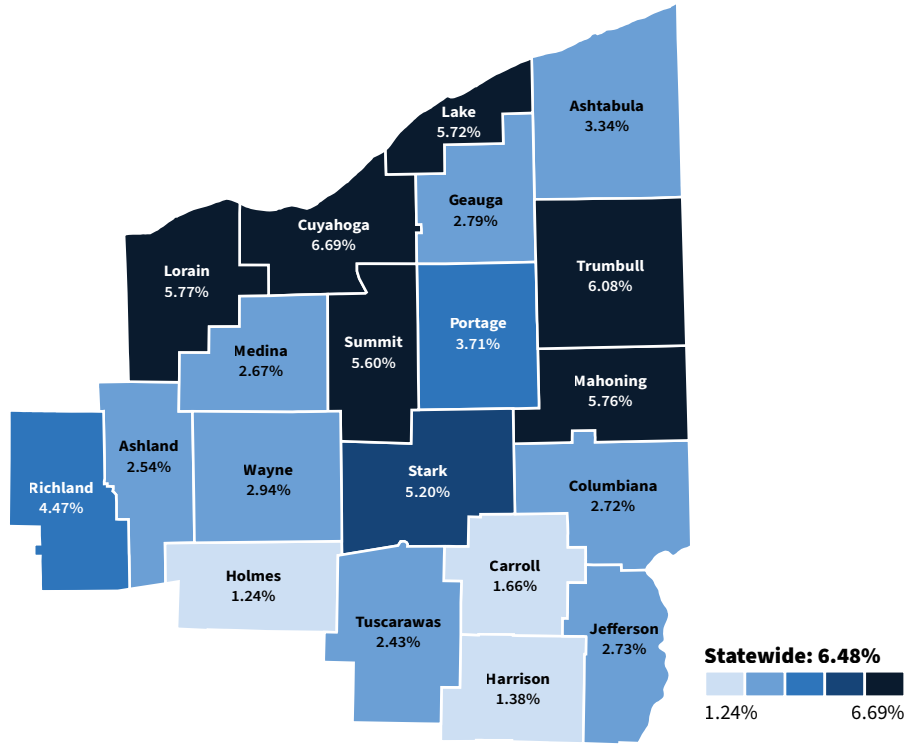 Ashtabula
3.34%
Lake
5.72%
Geauga
2.79%
Cuyahoga
6.69%
Trumbull
6.08%
Lorain
5.77%
Portage
3.71%
Summit
5.60%
Medina
2.67%
Mahoning
5.76%
Ashland
2.54%
Wayne
2.94%
Stark
5.20%
Columbiana
2.72%
Richland
4.47%
Carroll
1.66%
Holmes
1.24%
Tuscarawas
2.43%
Jefferson
2.73%
Harrison
1.38%
Statewide: 6.48%
1.24% 6.69%